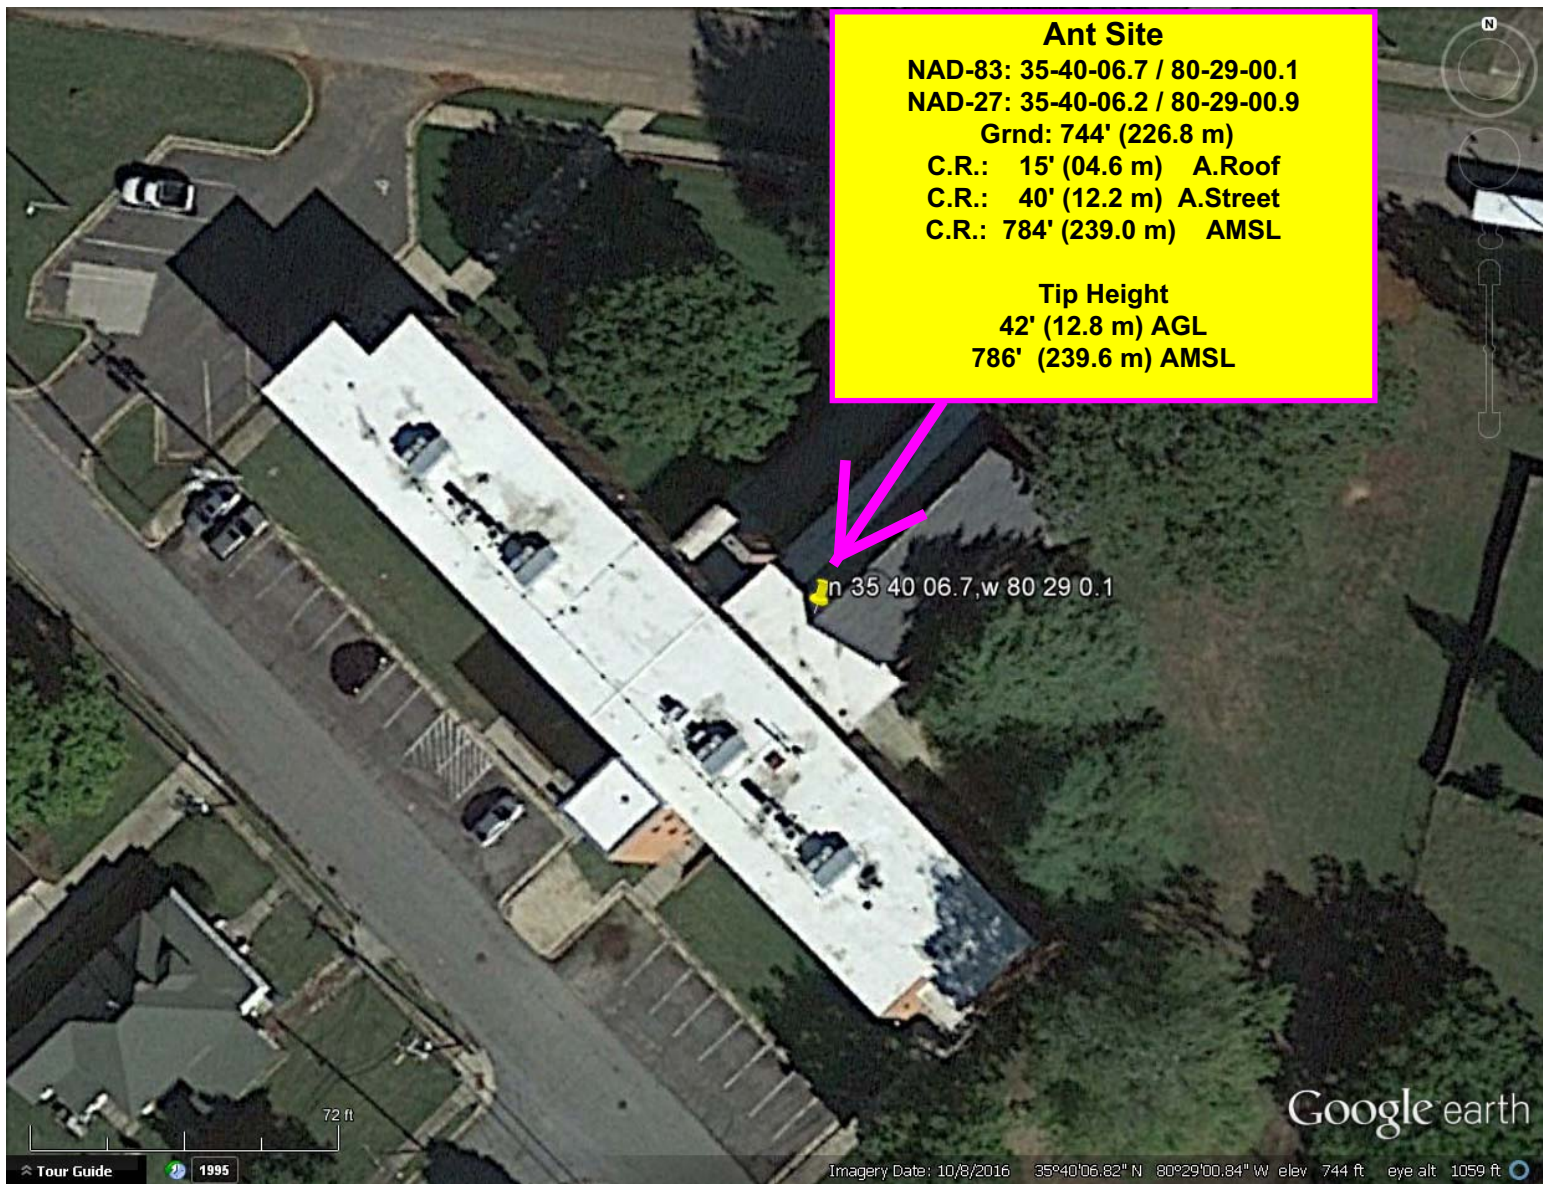 Ant Site
NAD-83: 35-40-06.7 / 80-29-00.1
NAD-27: 35-40-06.2 / 80-29-00.9
Grnd: 744' (226.8 m)
C.R.: 15' (04.6 m) A.Roof
C.R.: 40' (12.2 m) A.Street
C.R.: 784' (239.0 m) AMSL
Tip Height
42' (12.8 m) AGL
786' (239.6 m) AMSL
N
n 35 40 06.7,w 80 29 0.1
72 ft
Google earth
Tour Guide
1995
Imagery Date: 10/8/2016 35°40'06.82" N 80°29'00.84" W elev 744 ft eye alt 1059 ft